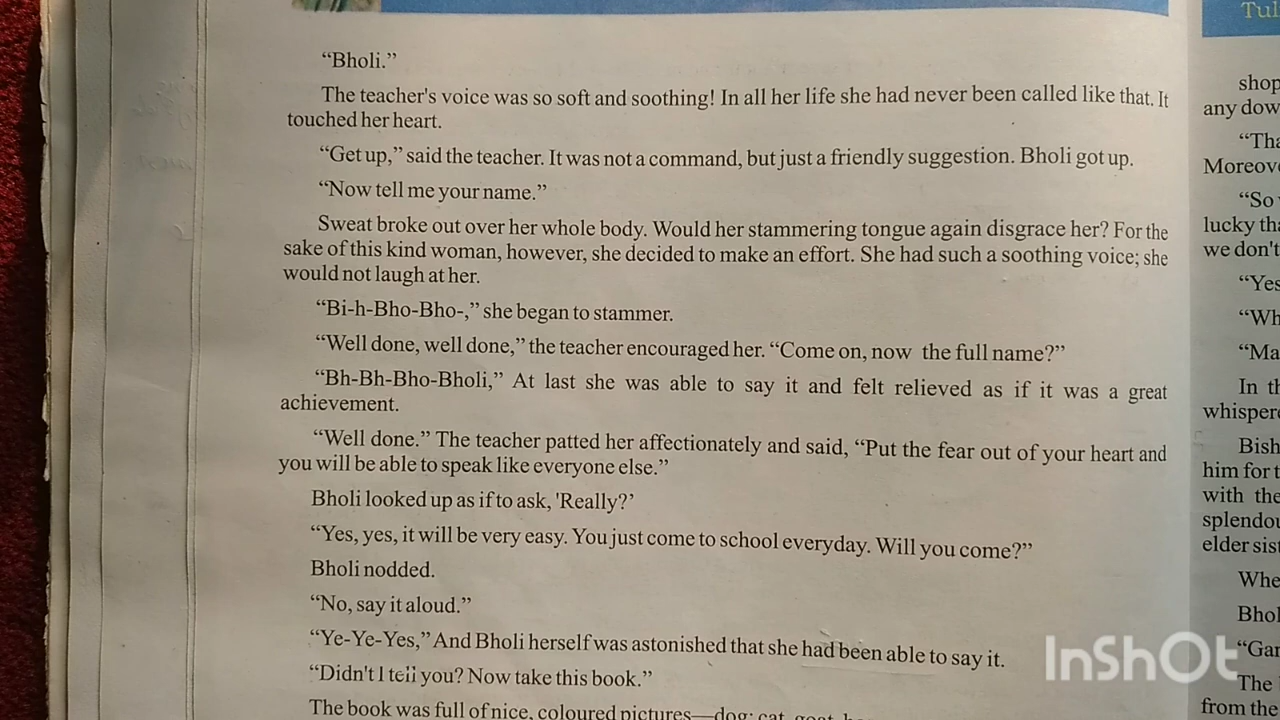 "Bholi."
The teacher's voice was so soft and soothing! In all her life she had never been called like that. It
touched her heart.
"Get up," said the teacher. It was not a command, but just a friendly suggestion. Bholi got up.
"Now tell me your name."
Sweat broke out over her whole body. Would her stammering tongue again disgrace her? For the
sake of this kind woman, however, she decided to make an effort. She had such a soothing voice; she
would not laugh at her.
"Bi-h-Bho-Bho-," she began to stammer.
"Well done, well done," the teacher encouraged her. "Come on, now the full name?"
"Bh-Bh-Bho-Bholi," At last she was able to say it and felt relieved as if it was a great
achievement.
"Well done." The teacher patted her affectionately and said, "Put the fear out of your heart and
you will be able to speak like everyone else."
Bholi looked up as if to ask, 'Really?'
"Yes, yes, it will be very easy. You just come to school everyday. Will you come?"
Bholi nodded.
"No, say it aloud."
"Ye-Ye-Yes," And Bholi herself was astonished that she had been able to say it.
"Didn't I tell you? Now take this book."
The book was full of nice, coloured pictures—dog; cat, goat,
Tul
shop
any dow
"Tha
Moreove
"So
lucky tha
we don't
"Yes
"Wh
"Ma
In th
whispere
Bish
him for t
with the
splendou
elder sist
Whe
Bhol
"Gar
The
from the
InShOt